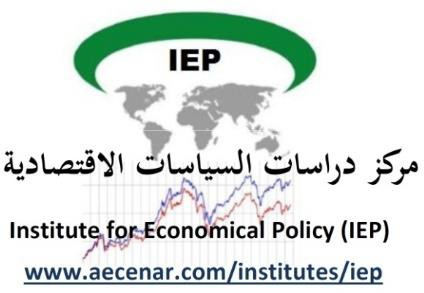 IEP
مركز دراسات السياسات الاقتصادية
Institute for Economical Policy (IEP)
www.aecenar.com/institutes/iep